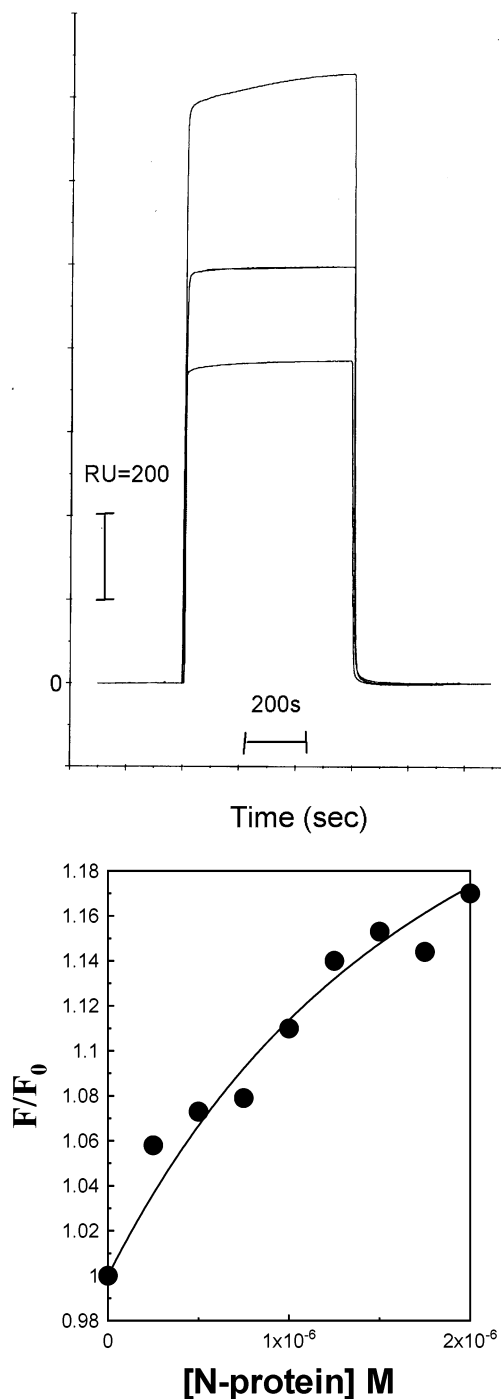 RU=200
0
200s
Time (sec)
1.18
1.16
1.14
1.12
1.1
1.08
1.06
1.04
1.02
1
0.98
F/F₀
0
1x10⁻⁶
2x10⁻⁶
[N-protein] M